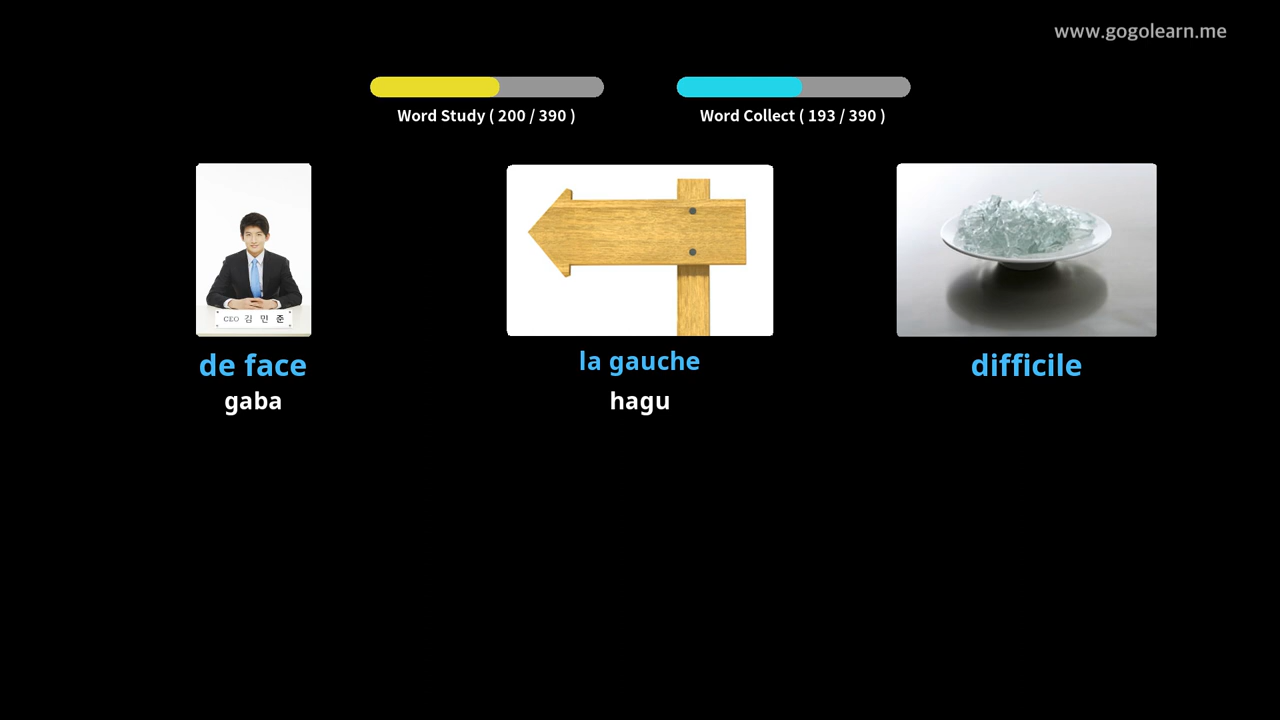 www.gogolearn.me
Word Study ( 200 / 390 )
Word Collect ( 193 / 390 )
CEO 김 민 준
de face
gaba
la gauche
hagu
difficile